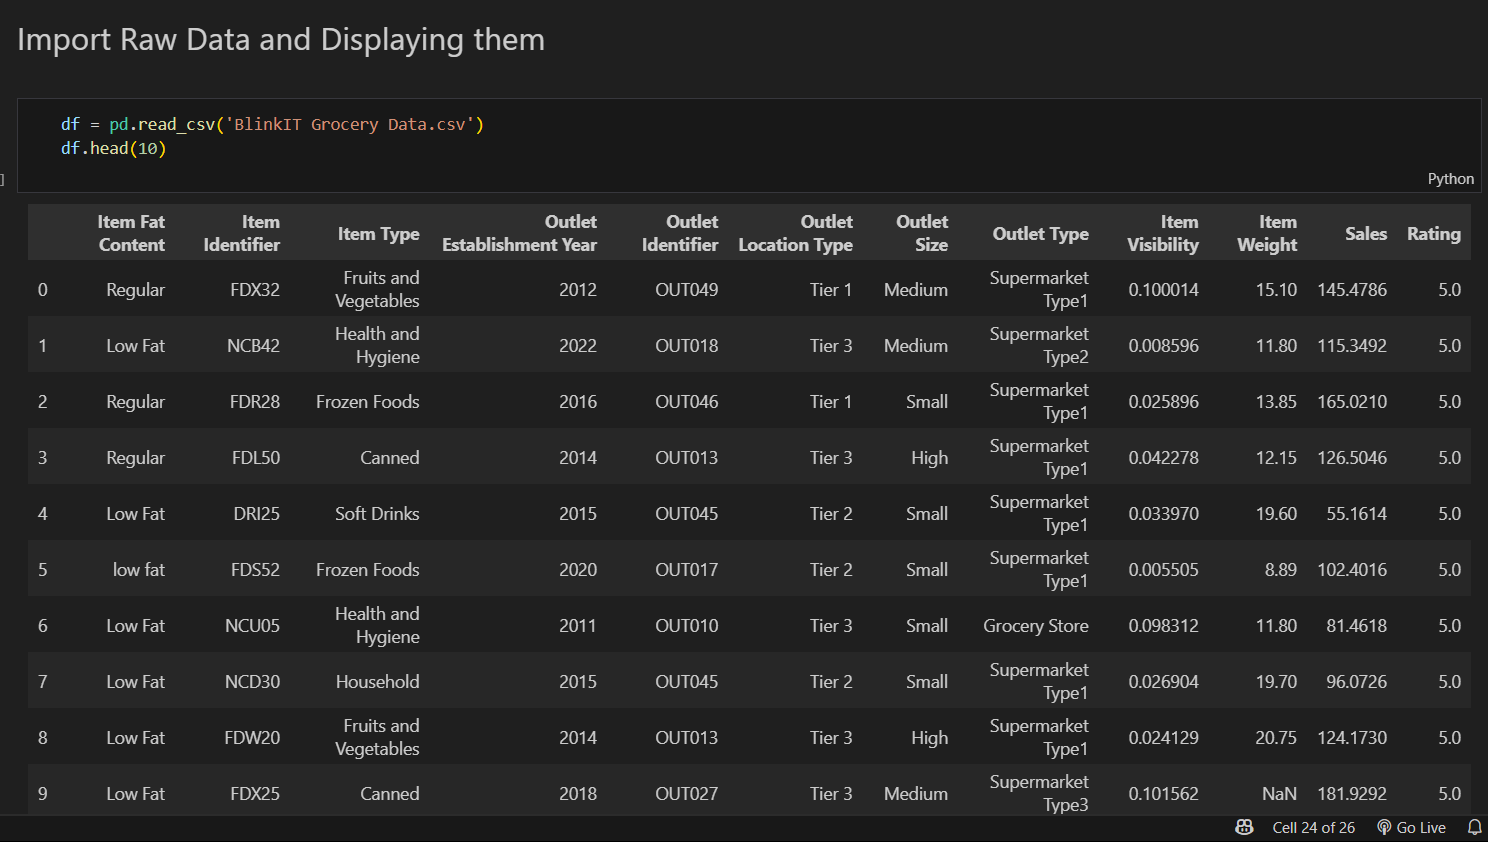 Import Raw Data and Displaying them
df = pd.read_csv('BlinkIT Grocery Data.csv')
df.head(10)
]
Python
Item Fat Content Item Identifier Item Type Outlet Establishment Year Outlet Identifier Outlet Location Type Outlet Size Outlet Type Item Visibility Item Weight Sales Rating
0 Regular FDX32 Fruits and Vegetables 2012 OUT049 Tier 1 Medium Supermarket Type1 0.100014 15.10 145.4786 5.0
1 Low Fat NCB42 Health and Hygiene 2022 OUT018 Tier 3 Medium Supermarket Type2 0.008596 11.80 115.3492 5.0
2 Regular FDR28 Frozen Foods 2016 OUT046 Tier 1 Small Supermarket Type1 0.025896 13.85 165.0210 5.0
3 Regular FDL50 Canned 2014 OUT013 Tier 3 High Supermarket Type1 0.042278 12.15 126.5046 5.0
4 Low Fat DRI25 Soft Drinks 2015 OUT045 Tier 2 Small Supermarket Type1 0.033970 19.60 55.1614 5.0
5 low fat FDS52 Frozen Foods 2020 OUT017 Tier 2 Small Supermarket Type1 0.005505 8.89 102.4016 5.0
6 Low Fat NCU05 Health and Hygiene 2011 OUT010 Tier 3 Small Grocery Store 0.098312 11.80 81.4618 5.0
7 Low Fat NCD30 Household 2015 OUT045 Tier 2 Small Supermarket Type1 0.026904 19.70 96.0726 5.0
8 Low Fat FDW20 Fruits and Vegetables 2014 OUT013 Tier 3 High Supermarket Type1 0.024129 20.75 124.1730 5.0
9 Low Fat FDX25 Canned 2018 OUT027 Tier 3 Medium Supermarket Type3 0.101562 NaN 181.9292 5.0
Cell 24 of 26 Go Live